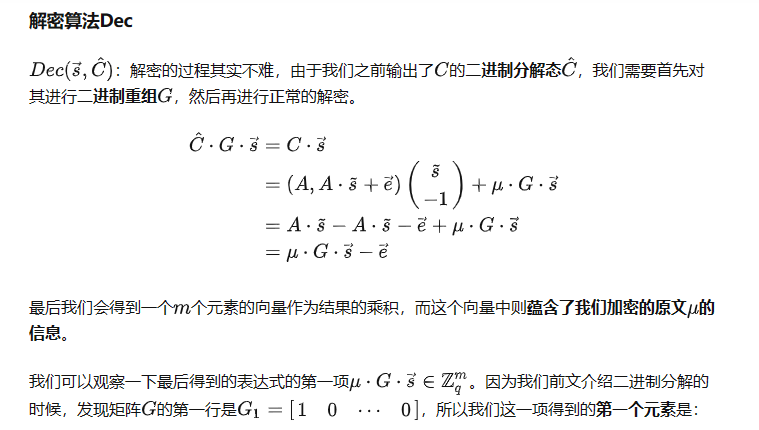 解密算法Dec
$Dec(\vec{s}, \hat{C})$：解密的过程其实不难，由于我们之前输出了$C$的二进制分解态$\hat{C}$，我们需要首先对
其进行二进制重组$G$，然后再进行正常的解密。
$\hat{C} \cdot G \cdot \vec{s} = C \cdot \vec{s}$
$= (A, A \cdot \tilde{s} + \vec{e}) \begin{pmatrix} \tilde{s} \\ -1 \end{pmatrix} + \mu \cdot G \cdot \vec{s}$
$= A \cdot \tilde{s} - A \cdot \tilde{s} - \vec{e} + \mu \cdot G \cdot \vec{s}$
$= \mu \cdot G \cdot \vec{s} - \vec{e}$
最后我们会得到一个$m$个元素的向量作为结果的乘积，而这个向量中则蕴含了我们加密的原文$\mu$的
信息。
我们可以观察一下最后得到的表达式的第一项$\mu \cdot G \cdot \vec{s} \in \mathbb{Z}_q^m$。因为我们前文介绍二进制分解的
时候，发现矩阵$G$的第一行是$G_1 = [1 \quad 0 \quad \cdots \quad 0]$，所以我们这一项得到的第一个元素是：